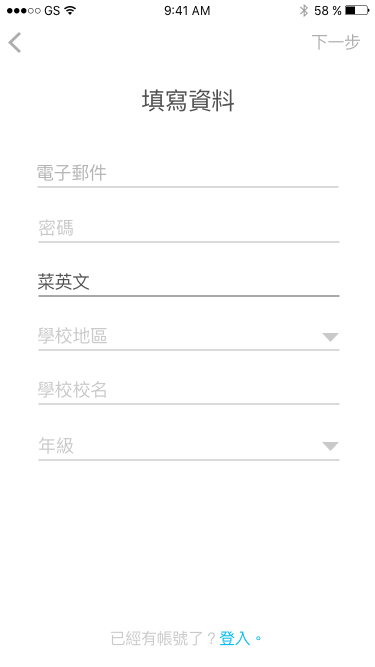 GS 9:41 AM 58 %
下一步
填寫資料
電子郵件
密碼
菜英文
學校地區
學校校名
年級
已經有帳號了？登入。